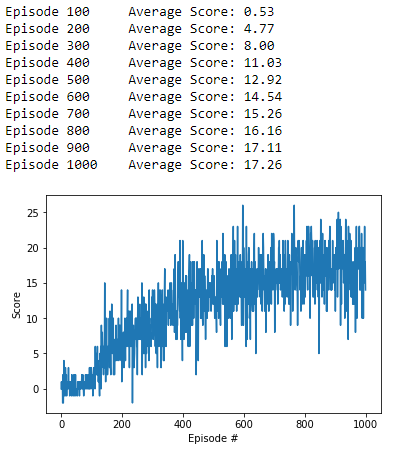 Episode 100 Average Score: 0.53
Episode 200 Average Score: 4.77
Episode 300 Average Score: 8.00
Episode 400 Average Score: 11.03
Episode 500 Average Score: 12.92
Episode 600 Average Score: 14.54
Episode 700 Average Score: 15.26
Episode 800 Average Score: 16.16
Episode 900 Average Score: 17.11
Episode 1000 Average Score: 17.26
25
20
15
10
5
0
Score
0 200 400 600 800 1000
Episode #